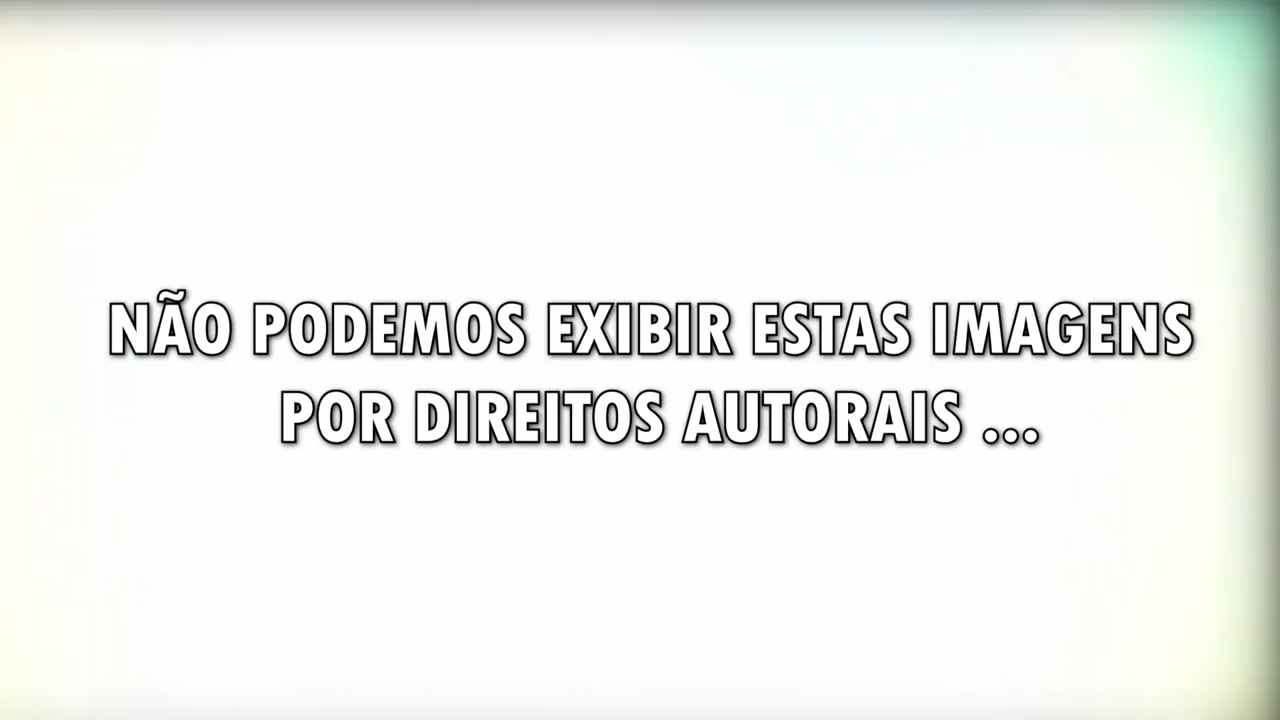 NÃO PODEMOS EXIBIR ESTAS IMAGENS
POR DIREITOS AUTORAIS ...